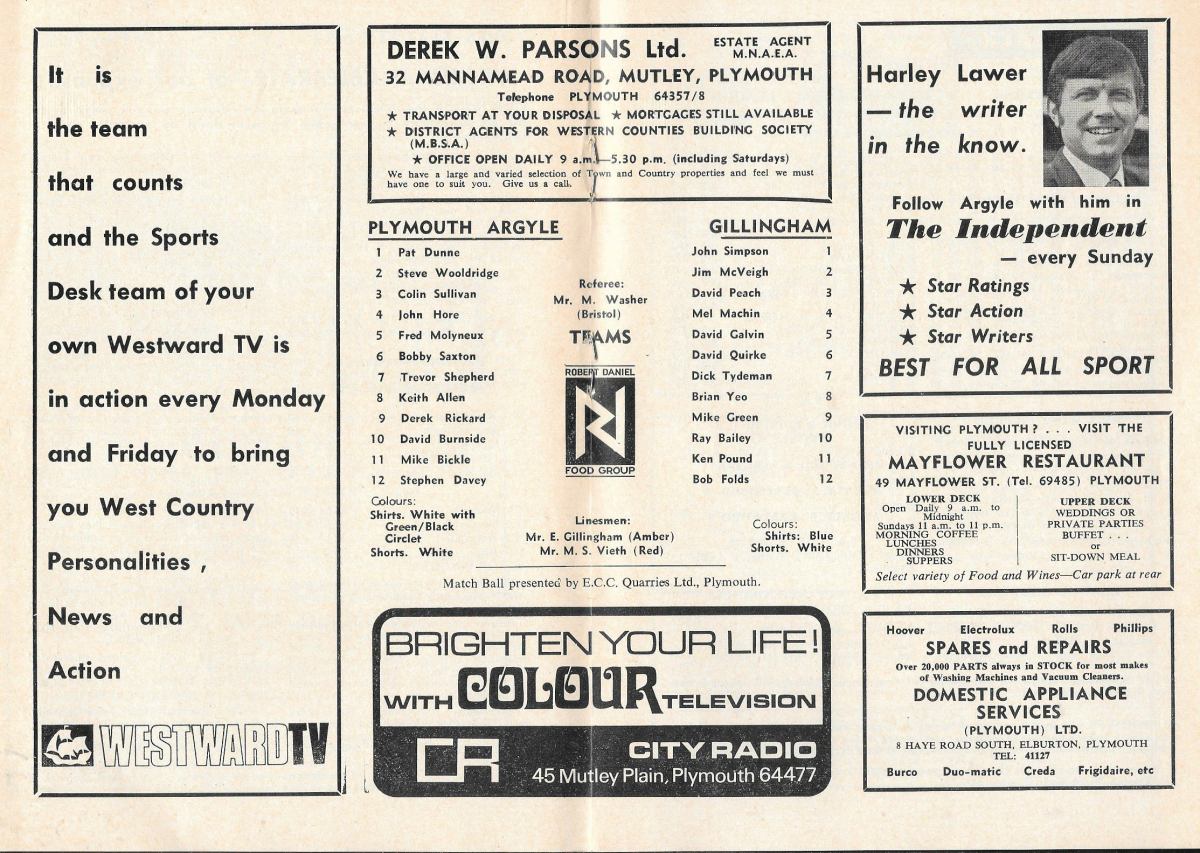 It is
the team
that counts
and the Sports
Desk team of your
own Westward TV is
in action every Monday
and Friday to bring
you West Country
Personalities ,
News and
Action
WESTWARDTV
DEREK W. PARSONS Ltd. ESTATE AGENT
M.N.A.E.A.
32 MANNAMEAD ROAD, MUTLEY, PLYMOUTH
Telephone PLYMOUTH 64357/8
★ TRANSPORT AT YOUR DISPOSAL ★ MORTGAGES STILL AVAILABLE
★ DISTRICT AGENTS FOR WESTERN COUNTIES BUILDING SOCIETY
(M.B.S.A.)
★ OFFICE OPEN DAILY 9 a.m.—5.30 p.m. (including Saturdays)
We have a large and varied selection of Town and Country properties and feel we must
have one to suit you. Give us a call.
PLYMOUTH ARGYLE
1 Pat Dunne
2 Steve Wooldridge
3 Colin Sullivan
4 John Hore
5 Fred Molyneux
6 Bobby Saxton
7 Trevor Shepherd
8 Keith Allen
9 Derek Rickard
10 David Burnside
11 Mike Bickle
12 Stephen Davey
Colours:
Shirts. White with
Green/Black
Circlet
Shorts. White
Referee:
Mr. M. Washer
(Bristol)
TEAMS
ROBERT DANIEL
FOOD GROUP
GILLINGHAM
John Simpson 1
Jim McVeigh 2
David Peach 3
Mel Machin 4
David Galvin 5
David Quirke 6
Dick Tydeman 7
Brian Yeo 8
Mike Green 9
Ray Bailey 10
Ken Pound 11
Bob Folds 12
Linesmen:
Mr. E. Gillingham (Amber)
Mr. M. S. Vieth (Red)
Colours:
Shirts: Blue
Shorts. White
Match Ball presented by E.C.C. Quarries Ltd., Plymouth.
BRIGHTEN YOUR LIFE!
WITH COLOUR TELEVISION
CR CITY RADIO
45 Mutley Plain, Plymouth 64477
Harley Lawer
— the writer
in the know.
Follow Argyle with him in
The Independent
— every Sunday
★ Star Ratings
★ Star Action
★ Star Writers
BEST FOR ALL SPORT
VISITING PLYMOUTH? . . . VISIT THE
FULLY LICENSED
MAYFLOWER RESTAURANT
49 MAYFLOWER ST. (Tel. 69485) PLYMOUTH
LOWER DECK
Open Daily 9 a.m. to
Midnight
Sundays 11 a.m. to 11 p.m.
MORNING COFFEE
LUNCHES
DINNERS
SUPPERS
UPPER DECK
WEDDINGS OR
PRIVATE PARTIES
BUFFET . . .
or
SIT-DOWN MEAL
Select variety of Food and Wines—Car park at rear
Hoover Electrolux Rolls Phillips
SPARES and REPAIRS
Over 20,000 PARTS always in STOCK for most makes
of Washing Machines and Vacuum Cleaners.
DOMESTIC APPLIANCE
SERVICES
(PLYMOUTH) LTD.
8 HAYE ROAD SOUTH, ELBURTON, PLYMOUTH
TEL: 41127
Burco Duo-matic Creda Frigidaire, etc